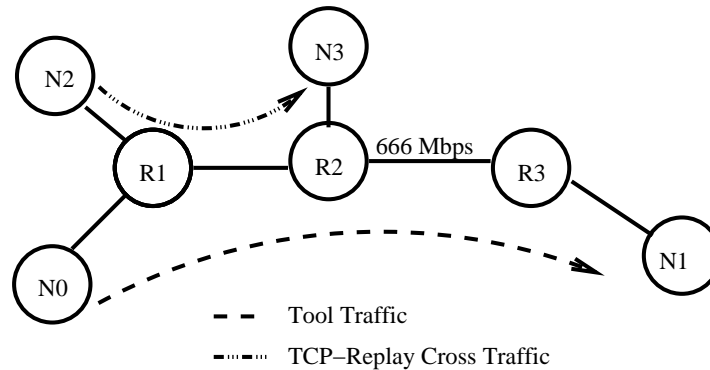 N2
N3
R1
R2
666 Mbps
R3
N0
N1
Tool Traffic
TCP−Replay Cross Traffic